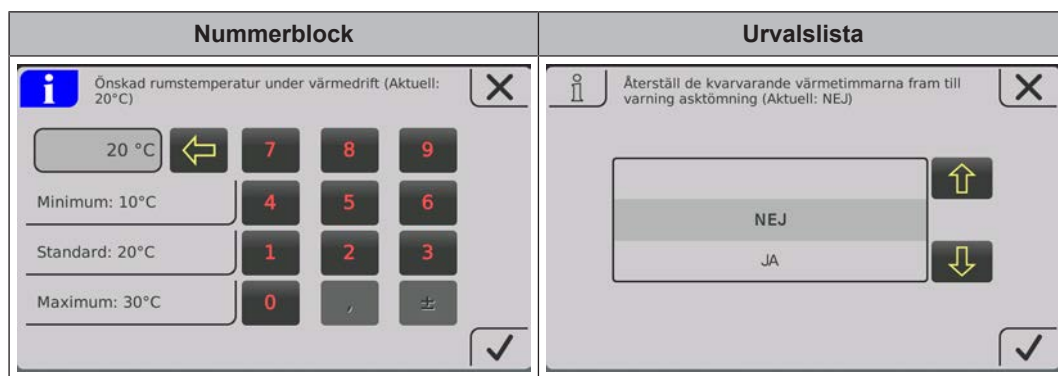 Nummerblock
Urvalslista
i
Önskad rumstemperatur under värmedrift (Aktuell:
20°C)
20 °C
7 8 9
Minimum: 10°C
4 5 6
Standard: 20°C
1 2 3
Maximum: 30°C
0 , ±
i
Återställ de kvarvarande värmetimmarna fram till
varning asktömning (Aktuell: NEJ)
NEJ
JA